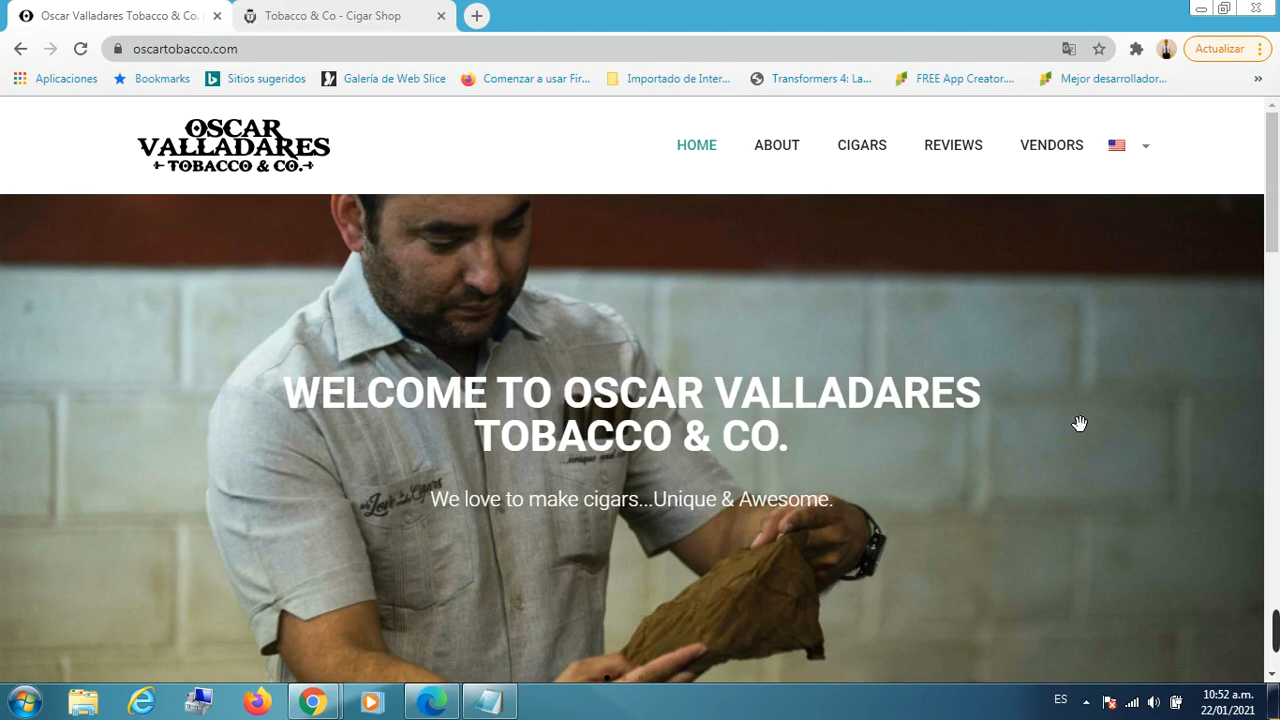 Oscar Valladares Tobacco & Co.
Tobacco & Co - Cigar Shop
oscartobacco.com
Actualizar
Aplicaciones
Bookmarks
Sitios sugeridos
Galería de Web Slice
Comenzar a usar Fir...
Importado de Inter...
Transformers 4: La...
FREE App Creator....
Mejor desarrollador...
»
OSCAR
VALLADARES
TOBACCO & CO.
HOME
ABOUT
CIGARS
REVIEWS
VENDORS
WELCOME TO OSCAR VALLADARES
TOBACCO & CO.
We love to make cigars...Unique & Awesome.
ES
10:52 a.m.
22/01/2021